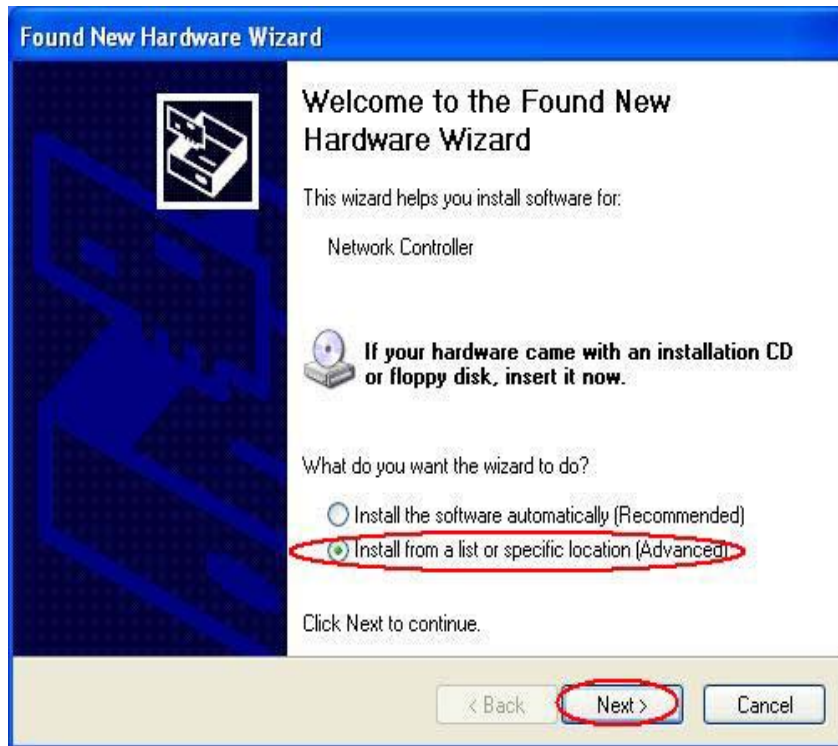 Found New Hardware Wizard
Welcome to the Found New
Hardware Wizard
This wizard helps you install software for:
Network Controller
If your hardware came with an installation CD
or floppy disk, insert it now.
What do you want the wizard to do?
Install the software automatically (Recommended)
Install from a list or specific location (Advanced)
Click Next to continue.
< Back Next > Cancel